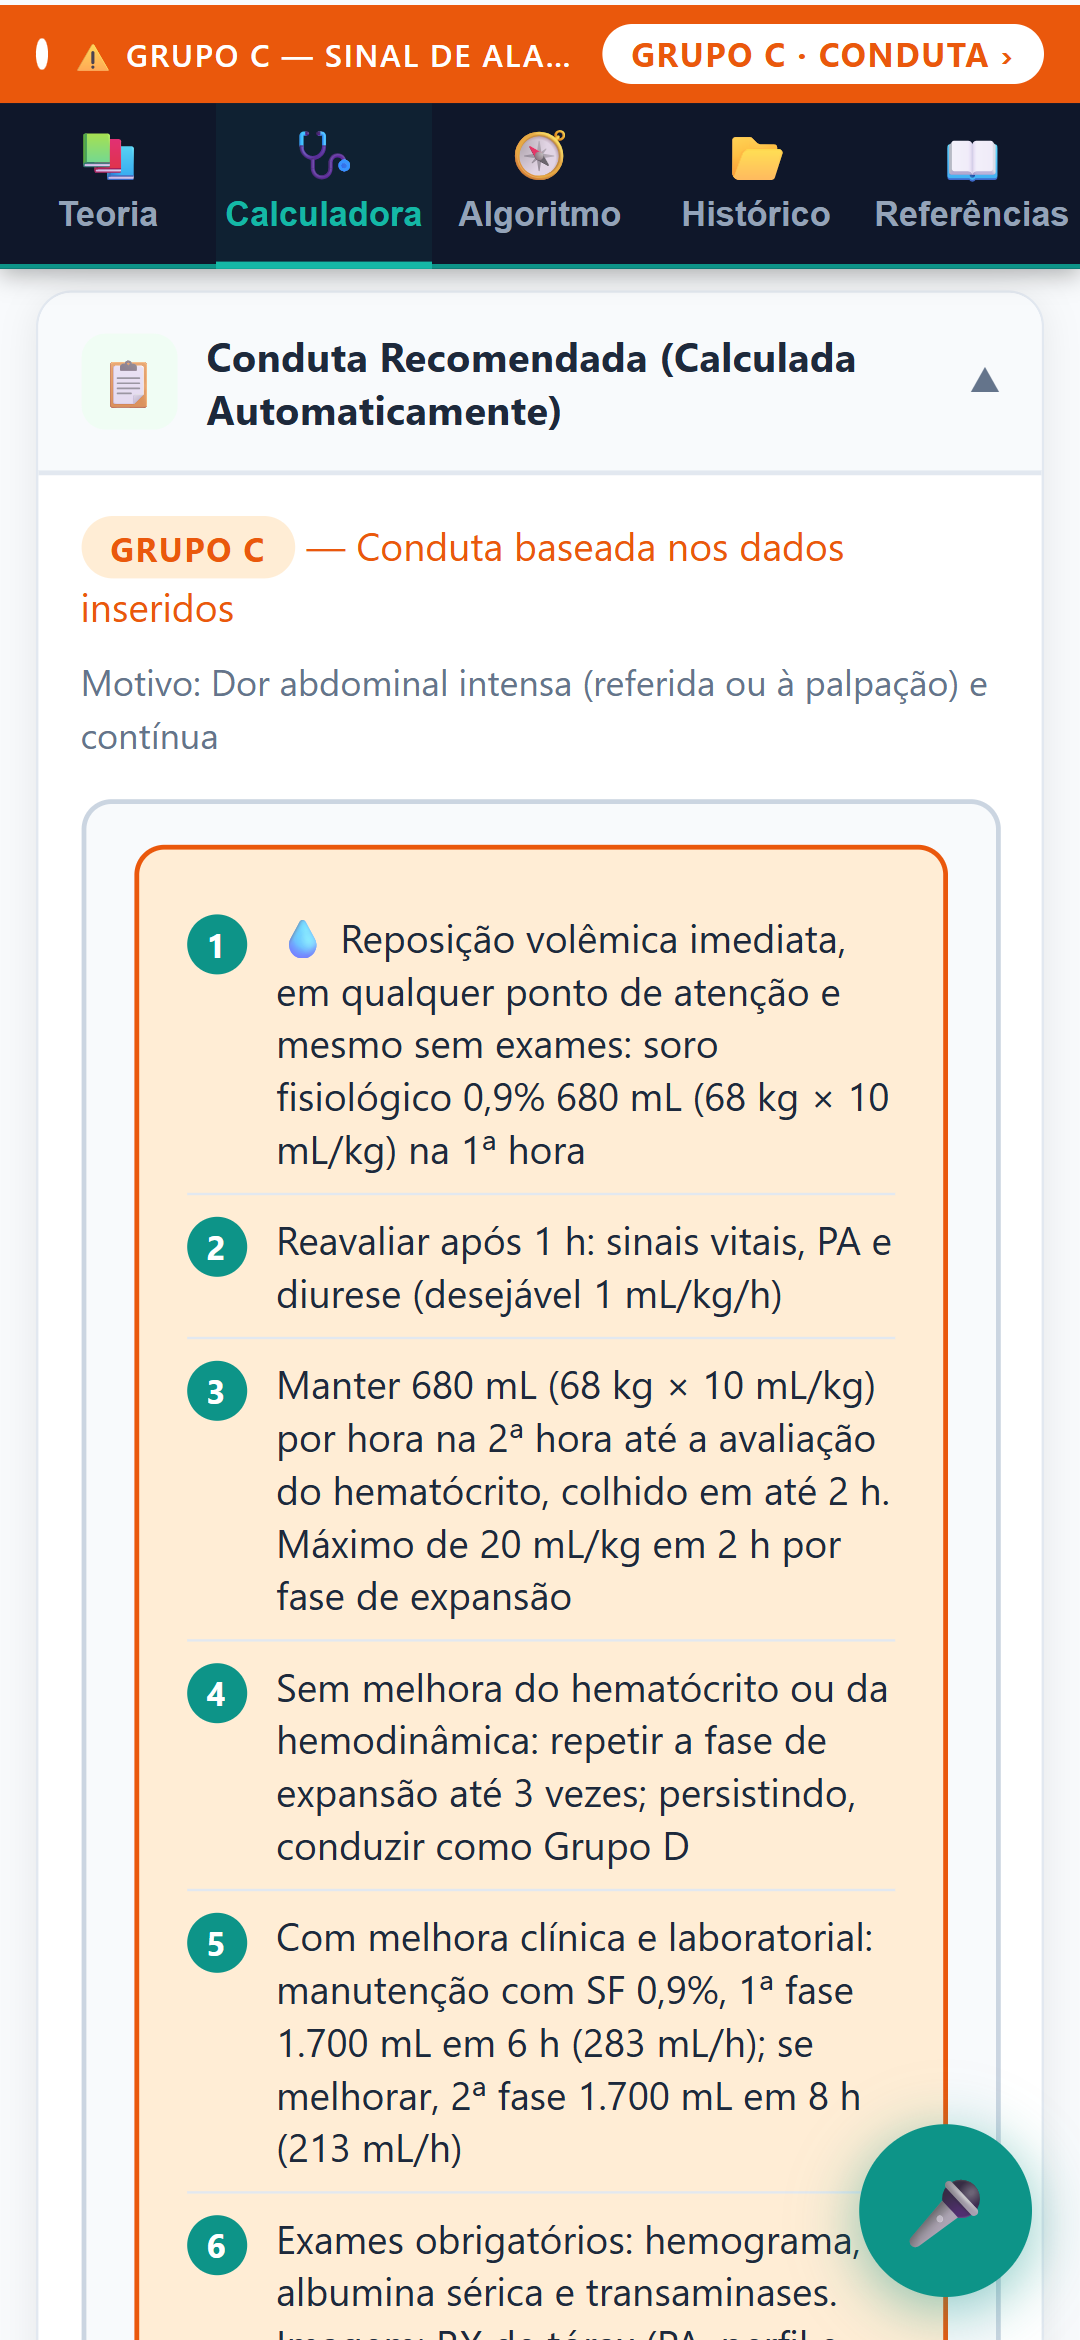 GRUPO C — SINAL DE ALA...
GRUPO C · CONDUTA ›
Teoria
Calculadora
Algoritmo
Histórico
Referências
Conduta Recomendada (Calculada
Automaticamente)
GRUPO C — Conduta baseada nos dados
inseridos
Motivo: Dor abdominal intensa (referida ou à palpação) e
contínua
1 Reposição volêmica imediata,
em qualquer ponto de atenção e
mesmo sem exames: soro
fisiológico 0,9% 680 mL (68 kg × 10
mL/kg) na 1ª hora
2 Reavaliar após 1 h: sinais vitais, PA e
diurese (desejável 1 mL/kg/h)
3 Manter 680 mL (68 kg × 10 mL/kg)
por hora na 2ª hora até a avaliação
do hematócrito, colhido em até 2 h.
Máximo de 20 mL/kg em 2 h por
fase de expansão
4 Sem melhora do hematócrito ou da
hemodinâmica: repetir a fase de
expansão até 3 vezes; persistindo,
conduzir como Grupo D
5 Com melhora clínica e laboratorial:
manutenção com SF 0,9%, 1ª fase
1.700 mL em 6 h (283 mL/h); se
melhorar, 2ª fase 1.700 mL em 8 h
(213 mL/h)
6 Exames obrigatórios: hemograma,
albumina sérica e transaminases.